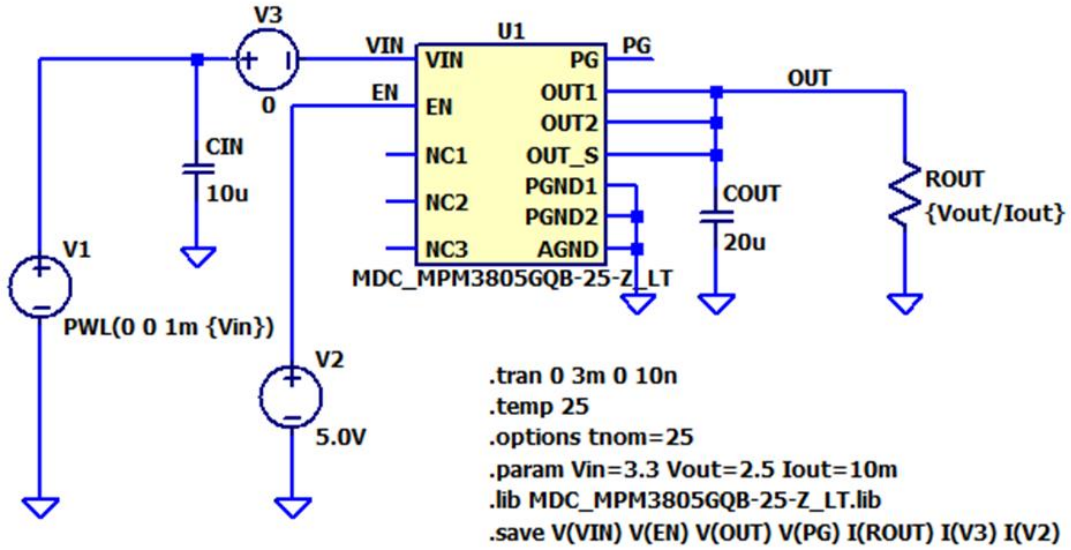 V3
+
0
VIN
EN
U1
VIN
EN
NC1
NC2
NC3
PG
OUT1
OUT2
OUT_S
PGND1
PGND2
AGND
MDC_MPM3805GQB-25-Z_LT
PG
OUT
CIN
10u
COUT
20u
ROUT
{Vout/Iout}
V1
PWL(0 0 1m {Vin})
V2
5.0V
.tran 0 3m 0 10n
.temp 25
.options tnom=25
.param Vin=3.3 Vout=2.5 Iout=10m
.lib MDC_MPM3805GQB-25-Z_LT.lib
.save V(VIN) V(EN) V(OUT) V(PG) I(ROUT) I(V3) I(V2)